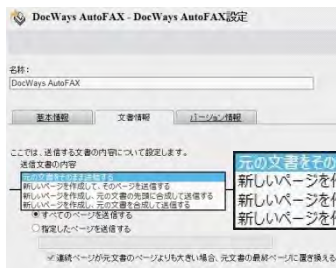 DocWays AutoFAX - DocWays AutoFAX設定
名称：
DocWays AutoFAX
基本情報
文書情報
バージョン情報
ここでは、送信する文書の内容について設定します。
送信文書の内容
元の文書をそのまま送信する
新しいページを作成して、そのページを送信する
新しいページを作成し、元の文書の先頭に合成して送信する
新しいページを作成し、元の文書を合成して送信する
元の文書をその
新しいページを作
新しいページを作
新しいページを作
すべてのページを送信する
指定したページを送信する
連続ページが元文書のページよりも大きい場合、元文書の最終ページに置き換える